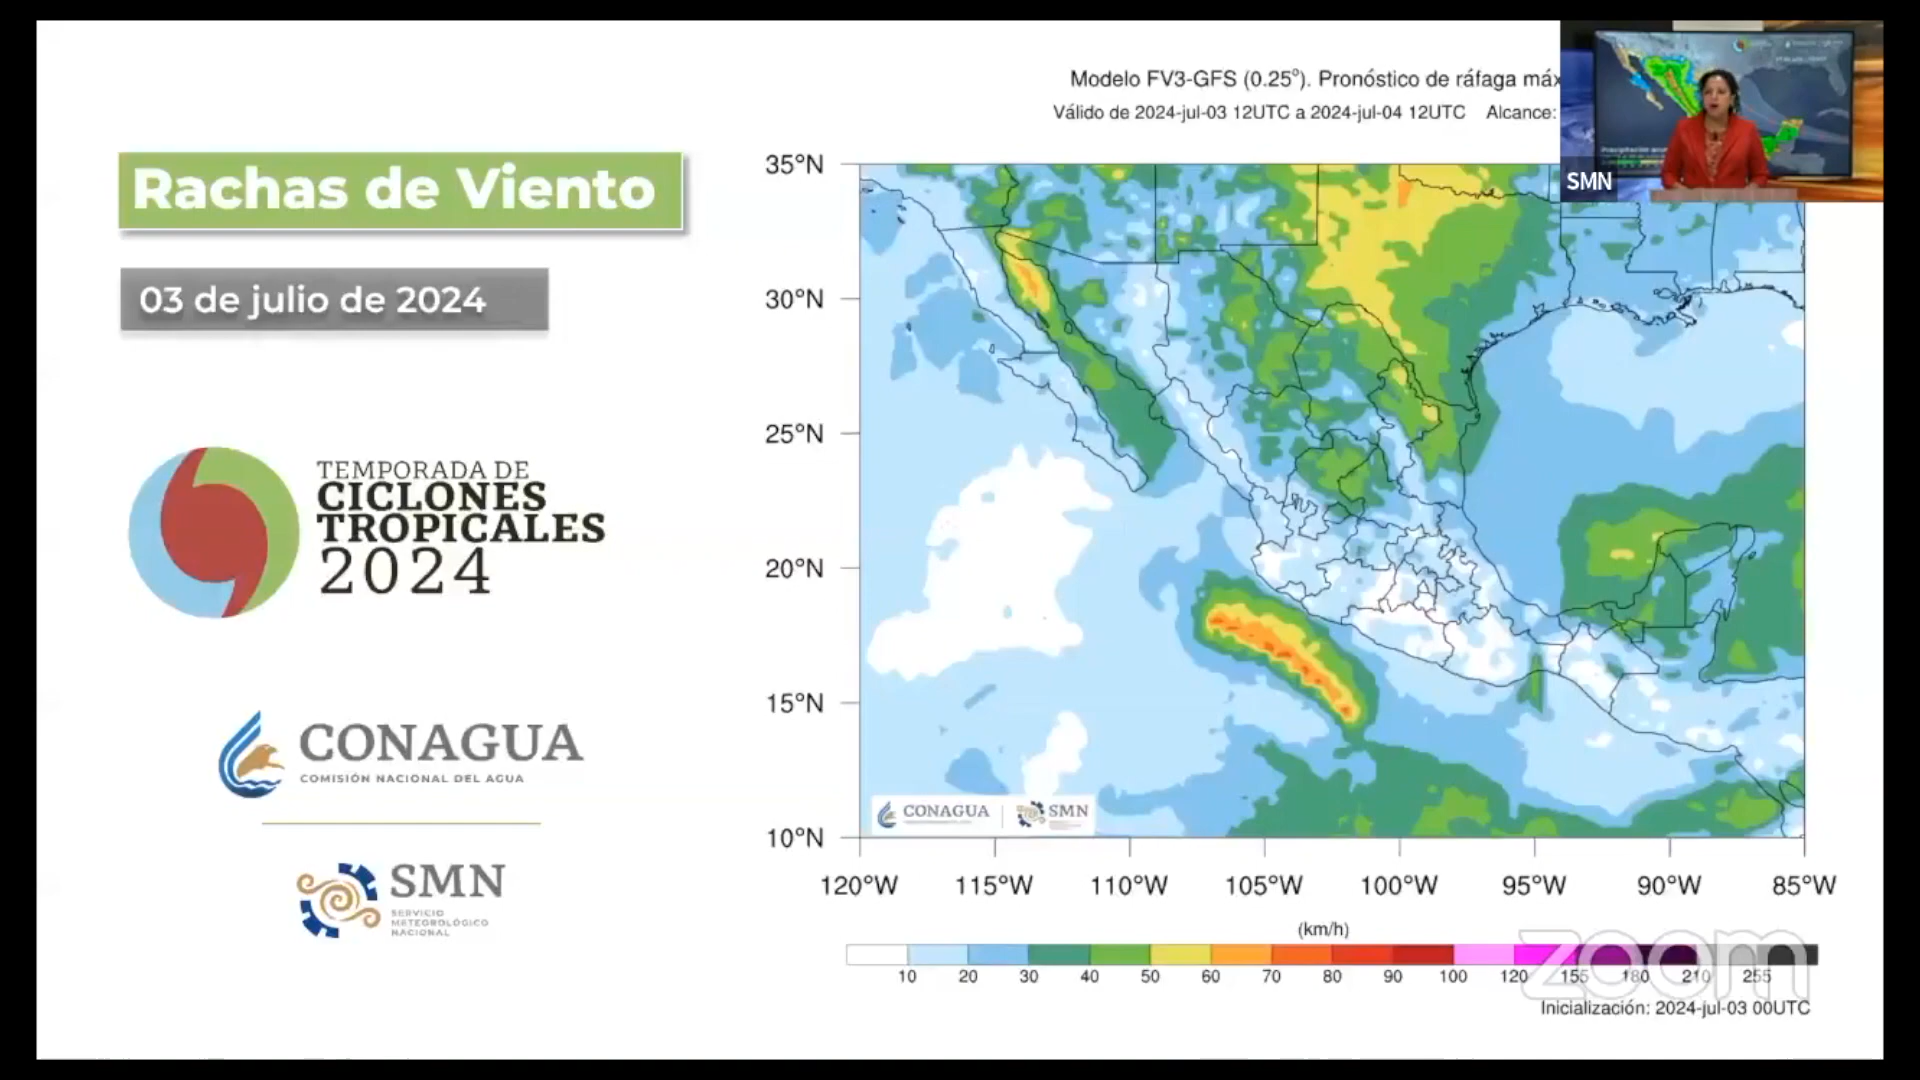 Modelo FV3-GFS (0.25°). Pronóstico de ráfaga máx
Válido de 2024-jul-03 12UTC a 2024-jul-04 12UTC Alcance:
SMN
Rachas de Viento
03 de julio de 2024
TEMPORADA DE
CICLONES
TROPICALES
2024
CONAGUA
COMISIÓN NACIONAL DEL AGUA
SMN
SERVICIO
METEOROLÓGICO
NACIONAL
35°N
30°N
25°N
20°N
15°N
10°N
CONAGUA SMN
120°W 115°W 110°W 105°W 100°W 95°W 90°W 85°W
(km/h)
10 20 30 40 50 60 70 80 90 100 120 155 180 210 255
zoom
Inicialización: 2024-jul-03 00UTC